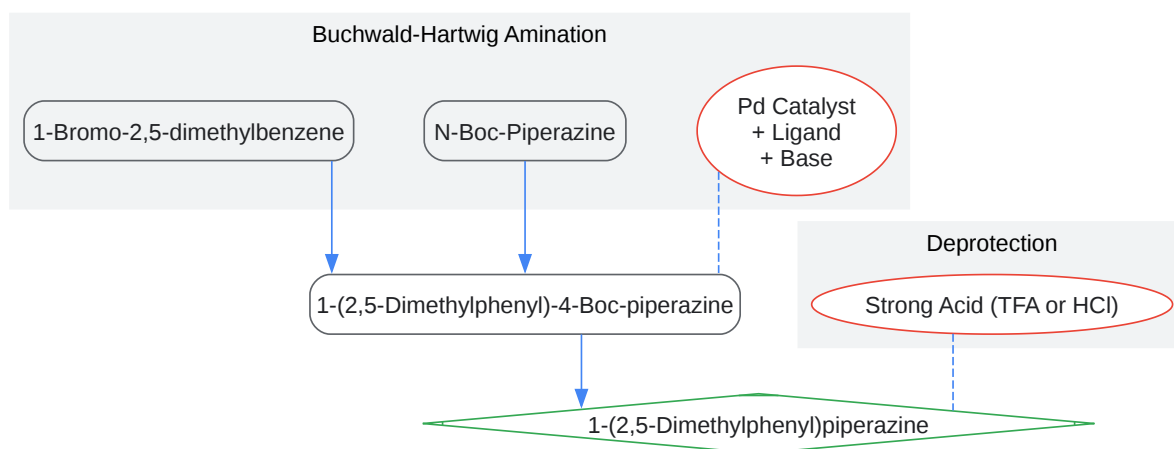 Buchwald-Hartwig Amination
1-Bromo-2,5-dimethylbenzene
N-Boc-Piperazine
Pd Catalyst
+ Ligand
+ Base
Deprotection
1-(2,5-Dimethylphenyl)-4-Boc-piperazine
Strong Acid (TFA or HCl)
1-(2,5-Dimethylphenyl)piperazine